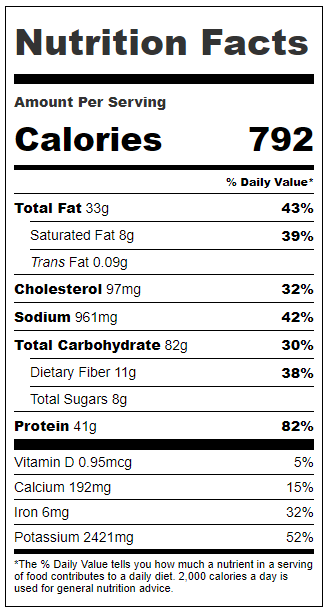 Nutrition Facts
Amount Per Serving
Calories 792
% Daily Value*
Total Fat 33g 43%
Saturated Fat 8g 39%
Trans Fat 0.09g
Cholesterol 97mg 32%
Sodium 961mg 42%
Total Carbohydrate 82g 30%
Dietary Fiber 11g 38%
Total Sugars 8g
Protein 41g 82%
Vitamin D 0.95mcg 5%
Calcium 192mg 15%
Iron 6mg 32%
Potassium 2421mg 52%
*The % Daily Value tells you how much a nutrient in a serving
of food contributes to a daily diet. 2,000 calories a day is
used for general nutrition advice.